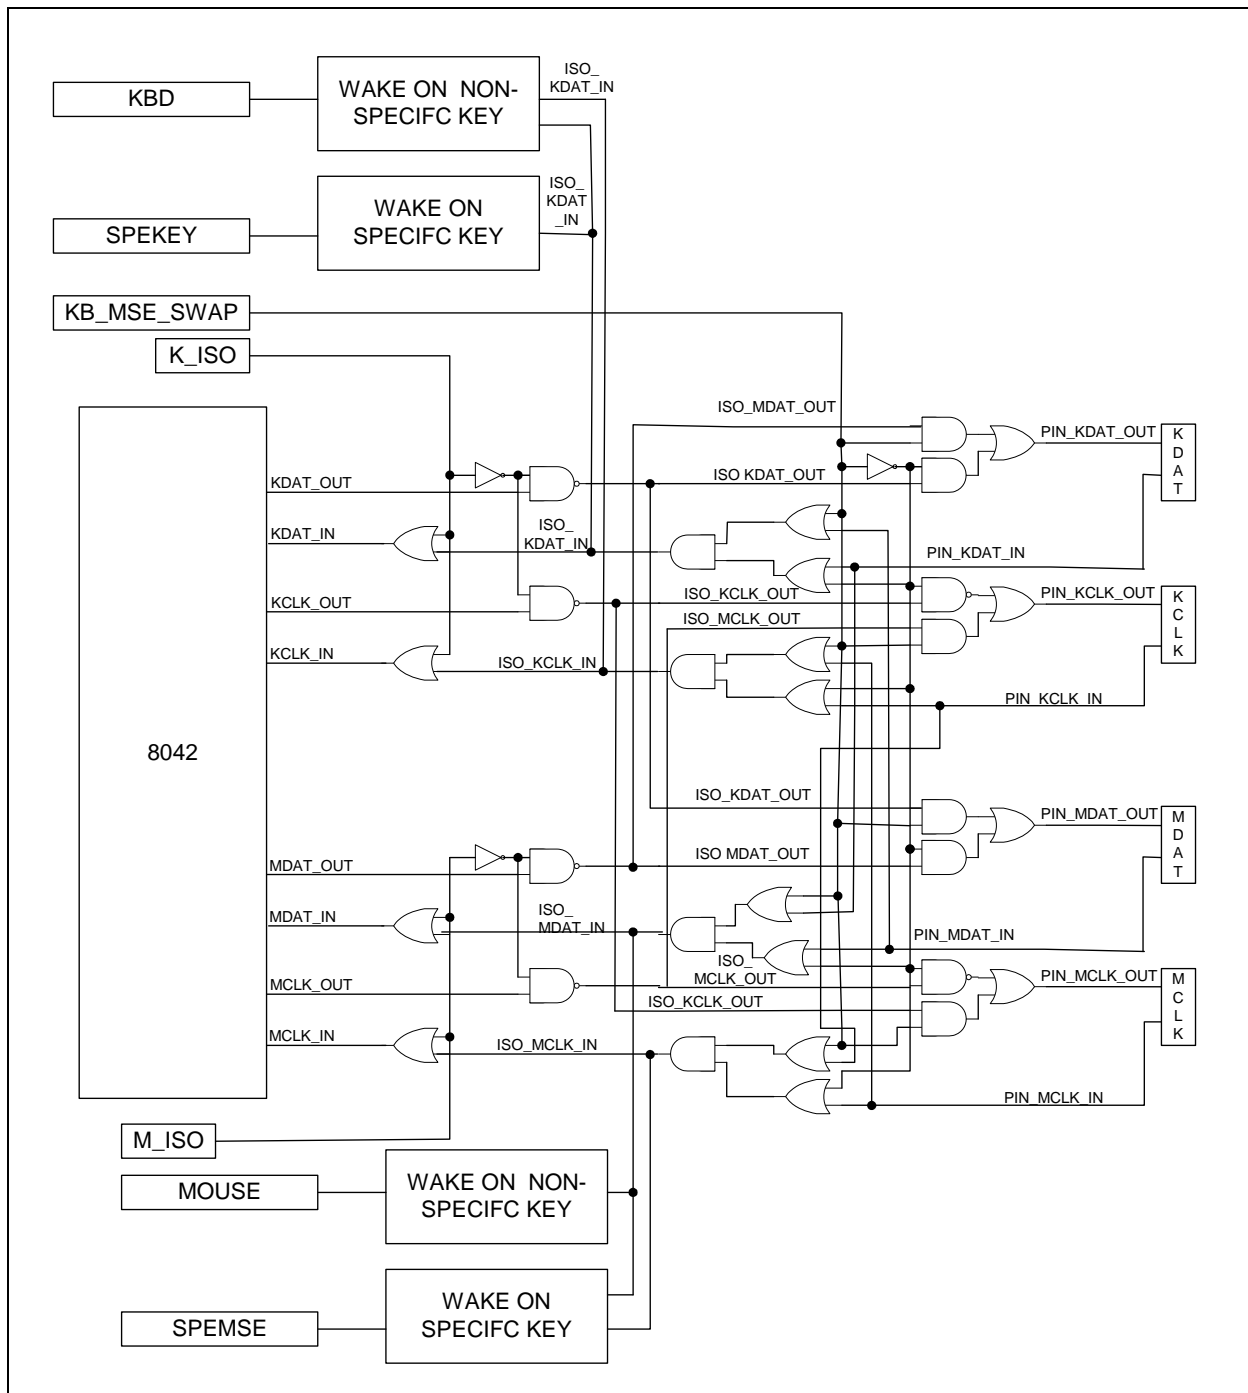 ISO_
KDAT_IN
KBD
WAKE ON NON-
SPECIFC KEY
ISO_
KDAT
_IN
SPEKEY
WAKE ON
SPECIFC KEY
KB_MSE_SWAP
K_ISO
8042
KDAT_OUT
KDAT_IN
KCLK_OUT
KCLK_IN
MDAT_OUT
MDAT_IN
MCLK_OUT
MCLK_IN
ISO_
KDAT_IN
ISO_KCLK_IN
ISO_
MDAT_IN
ISO_MCLK_IN
ISO_MDAT_OUT
ISO KDAT_OUT
ISO_KCLK_OUT
ISO_MCLK_OUT
ISO_KDAT_OUT
ISO MDAT_OUT
ISO_
MCLK_OUT
ISO_KCLK_OUT
PIN_KDAT_OUT
PIN_KDAT_IN
PIN_KCLK_OUT
PIN_KCLK_IN
PIN_MDAT_OUT
PIN_MDAT_IN
PIN_MCLK_OUT
PIN_MCLK_IN
K
D
A
T
K
C
L
K
M
D
A
T
M
C
L
K
M_ISO
MOUSE
WAKE ON NON-
SPECIFC KEY
SPEMSE
WAKE ON
SPECIFC KEY